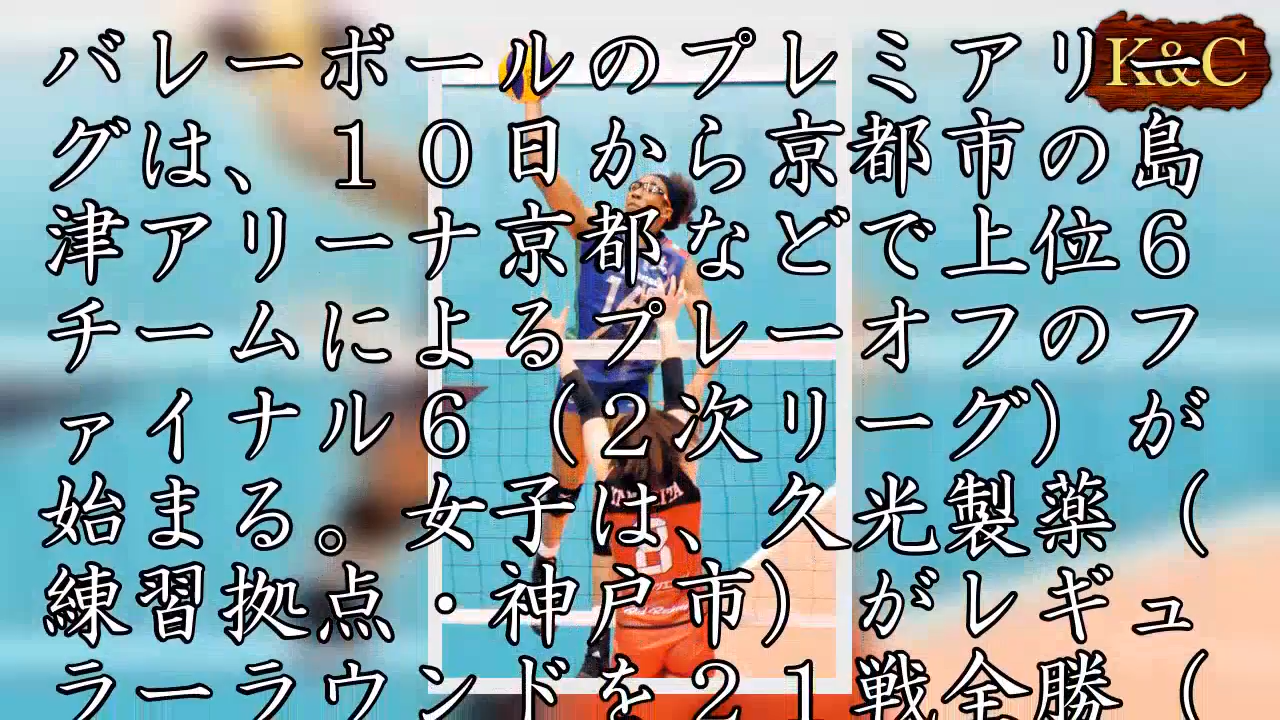 バレーボールのプレミアリー
グは、１０日から京都市の島
津アリーナ京都などで上位６
チームによるプレーオフのフ
ァイナル６（２次リーグ）が
始まる。女子は、久光製薬（
練習拠点・神戸市）がレギュ
ラーラウンドを２１戦全勝（
K&C
8